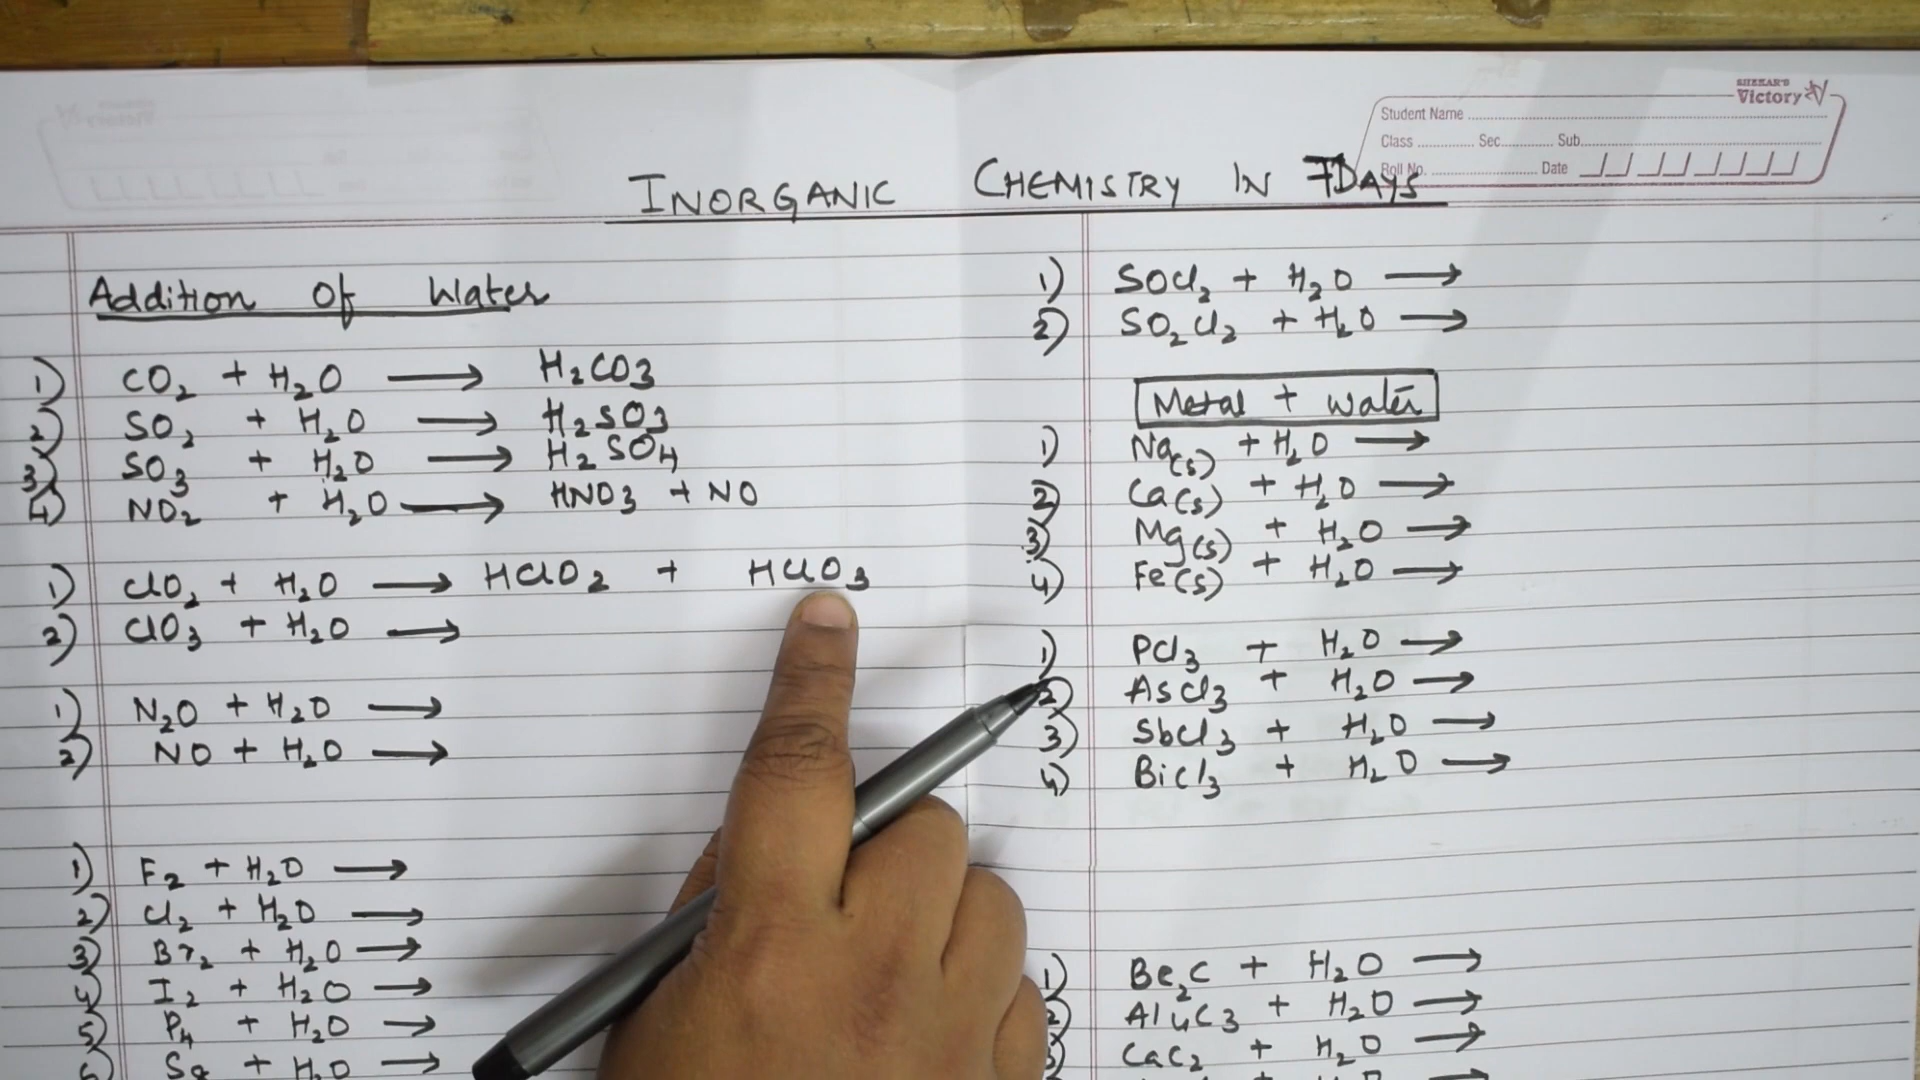 SHEKAR'S
Victory
Student Name
Class Sec. Sub.
Roll No. Date
INORGANIC CHEMISTRY IN 7DAYS
Addition Of Water
1) CO2 + H2O ⟶ H2CO3
2) SO2 + H2O ⟶ H2SO3
3) SO3 + H2O ⟶ H2SO4
4) NO2 + H2O ⟶ HNO3 + NO
1) ClO2 + H2O ⟶ HClO2 + HClO3
2) ClO3 + H2O ⟶
1) N2O + H2O ⟶
2) NO + H2O ⟶
1) F2 + H2O ⟶
2) Cl2 + H2O ⟶
3) Br2 + H2O ⟶
4) I2 + H2O ⟶
5) P4 + H2O ⟶
6) S8 + H2O ⟶
1) SOCl2 + H2O ⟶
2) SO2Cl2 + H2O ⟶
Metal + water
1) Na(s) + H2O ⟶
2) Ca(s) + H2O ⟶
3) Mg(s) + H2O ⟶
4) Fe(s) + H2O ⟶
1) PCl3 + H2O ⟶
2) AsCl3 + H2O ⟶
3) SbCl3 + H2O ⟶
4) BiCl3 + H2O ⟶
1) Be2C + H2O ⟶
2) Al4C3 + H2O ⟶
3) CaC2 + H2O ⟶